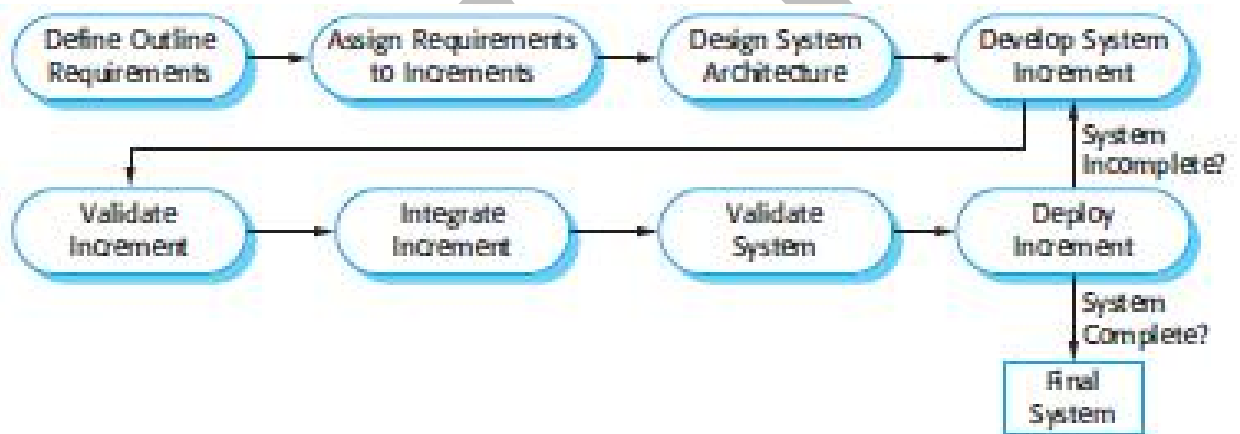 Define Outline
Requirements
Assign Requirements
to Increments
Design System
Architecture
Develop System
Increment
System
Incomplete?
Validate
Increment
Integrate
Increment
Validate
System
Deploy
Increment
System
Complete?
Final
System